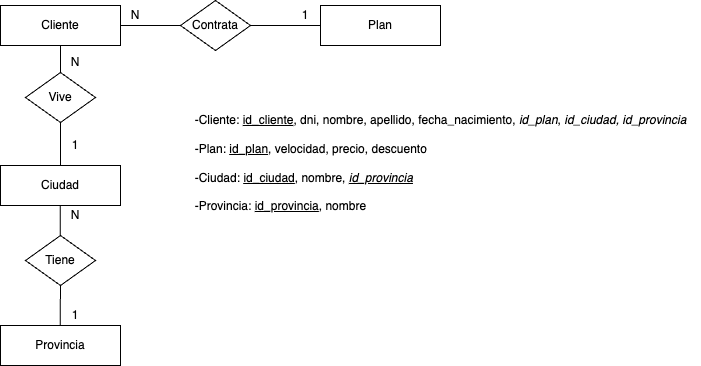 Cliente
N
Contrata
1
Plan
N
Vive
1
Ciudad
N
Tiene
1
Provincia
-Cliente: id_cliente, dni, nombre, apellido, fecha_nacimiento, id_plan, id_ciudad, id_provincia
-Plan: id_plan, velocidad, precio, descuento
-Ciudad: id_ciudad, nombre, id_provincia
-Provincia: id_provincia, nombre